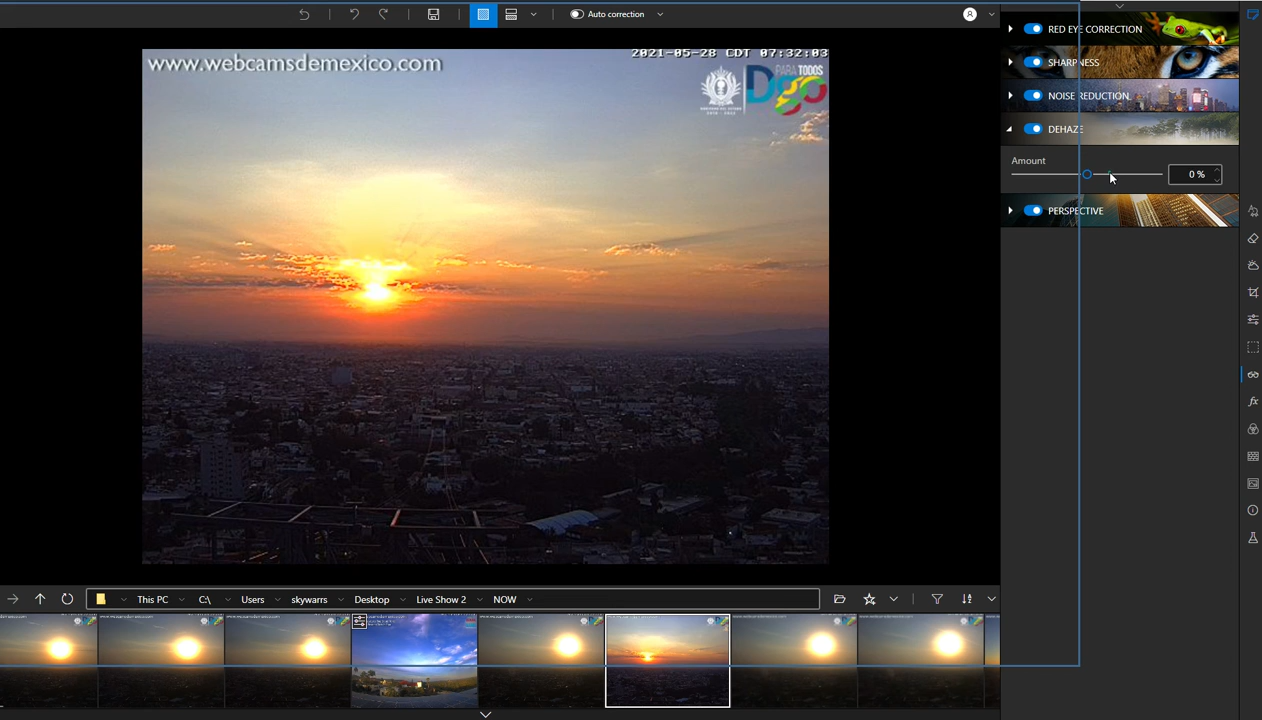 Auto correction
www.webcamsdemexico.com
2021-05-28 CDT 07:32:03
PARA TODOS
Dgo
RED EYE CORRECTION
SHARPNESS
NOISE REDUCTION
DEHAZE
Amount
0 %
PERSPECTIVE
This PC
C:\
Users
skywarrs
Desktop
Live Show 2
NOW